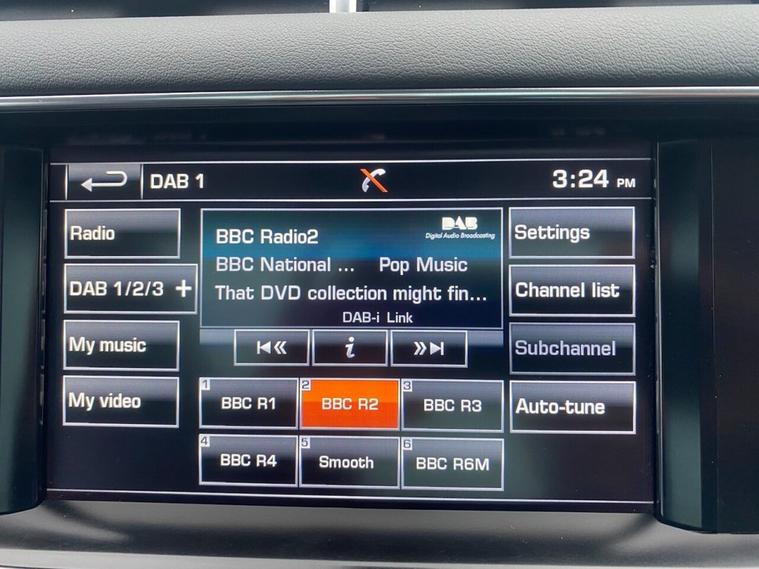 DAB 1
3:24 PM
Radio
DAB 1/2/3 +
My music
My video
BBC Radio2
DAB
Digital Audio Broadcasting
BBC National ... Pop Music
That DVD collection might fin...
DAB-i Link
i
Settings
Channel list
Subchannel
Auto-tune
1 BBC R1
2 BBC R2
3 BBC R3
4 BBC R4
5 Smooth
6 BBC R6M